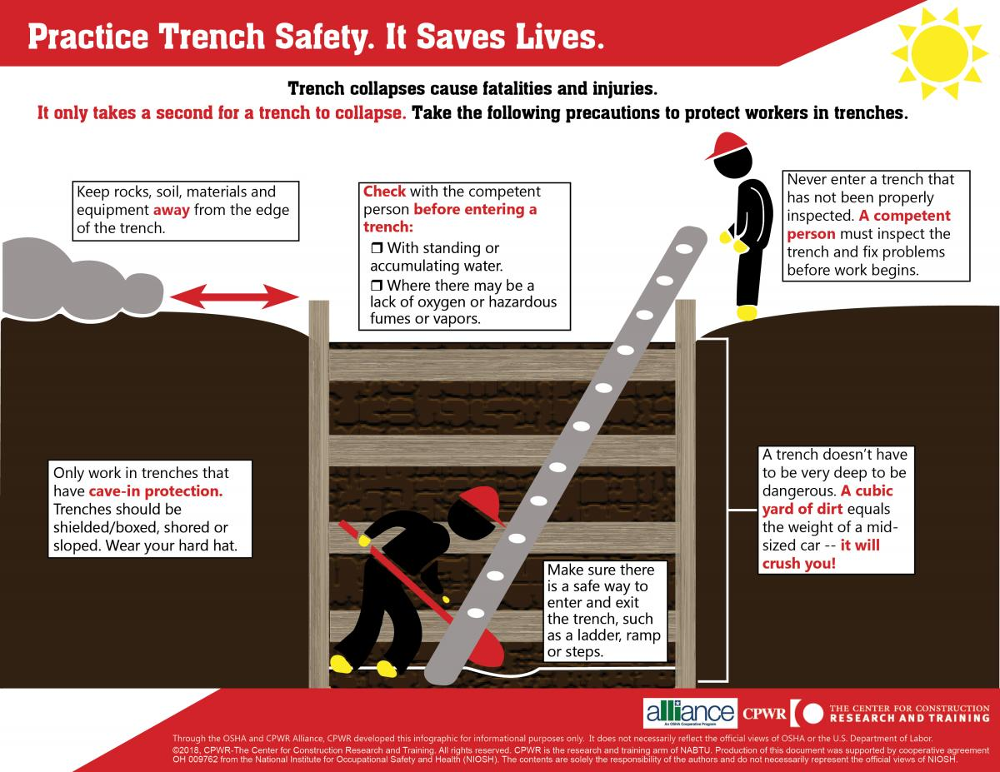 Practice Trench Safety. It Saves Lives.
Trench collapses cause fatalities and injuries.
It only takes a second for a trench to collapse. Take the following precautions to protect workers in trenches.
Keep rocks, soil, materials and
equipment away from the edge
of the trench.
Check with the competent
person before entering a
trench:
❒ With standing or
accumulating water.
❒ Where there may be a
lack of oxygen or hazardous
fumes or vapors.
Never enter a trench that
has not been properly
inspected. A competent
person must inspect the
trench and fix problems
before work begins.
Only work in trenches that
have cave-in protection.
Trenches should be
shielded/boxed, shored or
sloped. Wear your hard hat.
A trench doesn't have
to be very deep to be
dangerous. A cubic
yard of dirt equals
the weight of a mid-
sized car -- it will
crush you!
Make sure there
is a safe way to
enter and exit
the trench, such
as a ladder, ramp
or steps.
alliance
An OSHA Cooperative Program
CPWR
THE CENTER FOR CONSTRUCTION
RESEARCH AND TRAINING
Through the OSHA and CPWR Alliance, CPWR developed this infographic for informational purposes only. It does not necessarily reflect the official views of OSHA or the U.S. Department of Labor.
©2018, CPWR-The Center for Construction Research and Training. All rights reserved. CPWR is the research and training arm of NABTU. Production of this document was supported by cooperative agreement
OH 009762 from the National Institute for Occupational Safety and Health (NIOSH). The contents are solely the responsibility of the authors and do not necessarily represent the official views of NIOSH.